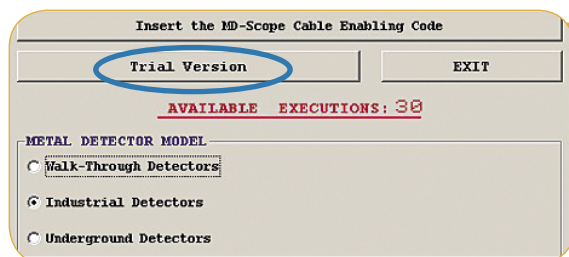 Insert the MD-Scope Cable Enabling Code
Trial Version EXIT
AVAILABLE EXECUTIONS: 30
METAL DETECTOR MODEL
Walk-Through Detectors
Industrial Detectors
Underground Detectors